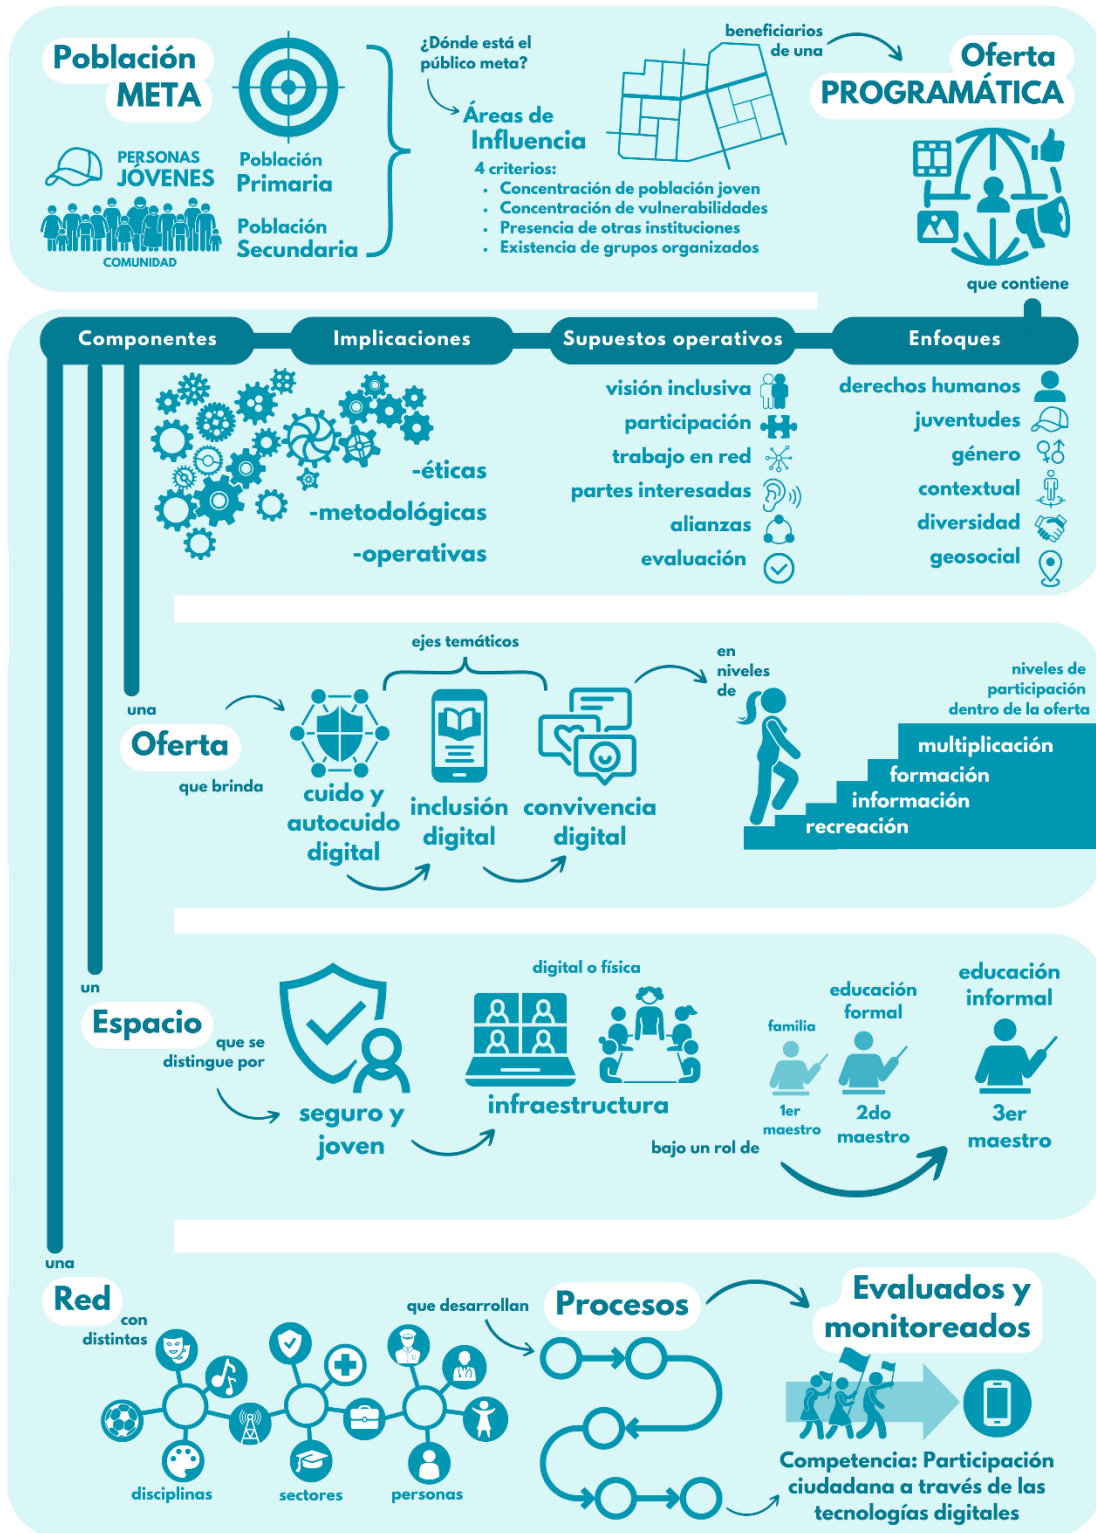 Población
META
PERSONAS
JÓVENES
COMUNIDAD
Población
Primaria
Población
Secundaria
¿Dónde está el
público meta?
Áreas de
Influencia
4 criterios:
• Concentración de población joven
• Concentración de vulnerabilidades
• Presencia de otras instituciones
• Existencia de grupos organizados
beneficiarios
de una
Oferta
PROGRAMÁTICA
que contiene
Componentes
Implicaciones
Supuestos operativos
Enfoques
-éticas
-metodológicas
-operativas
visión inclusiva
participación
trabajo en red
partes interesadas
alianzas
evaluación
derechos humanos
juventudes
género
contextual
diversidad
geosocial
una
Oferta
que brinda
ejes temáticos
cuido y
autocuido
digital
inclusión
digital
convivencia
digital
en
niveles
de
niveles de
participación
dentro de la oferta
multiplicación
formación
información
recreación
un
Espacio
que se
distingue por
seguro y
joven
digital o física
infraestructura
bajo un rol de
familia
1er
maestro
educación
formal
2do
maestro
educación
informal
3er
maestro
una
Red
con
distintas
disciplinas
sectores
personas
que desarrollan
Procesos
Evaluados y
monitoreados
Competencia: Participación
ciudadana a través de las
tecnologías digitales